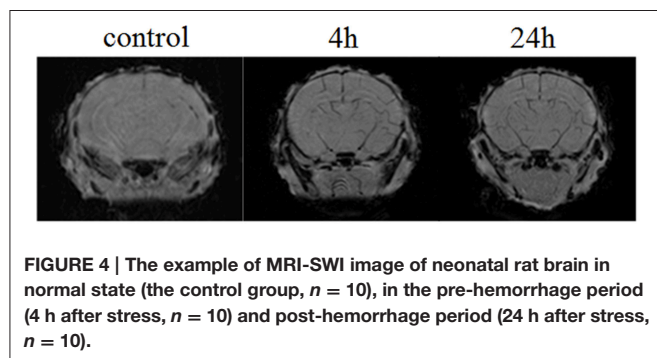 control 4h 24h
FIGURE 4 | The example of MRI-SWI image of neonatal rat brain in
normal state (the control group, n = 10), in the pre-hemorrhage period
(4 h after stress, n = 10) and post-hemorrhage period (24 h after stress,
n = 10).